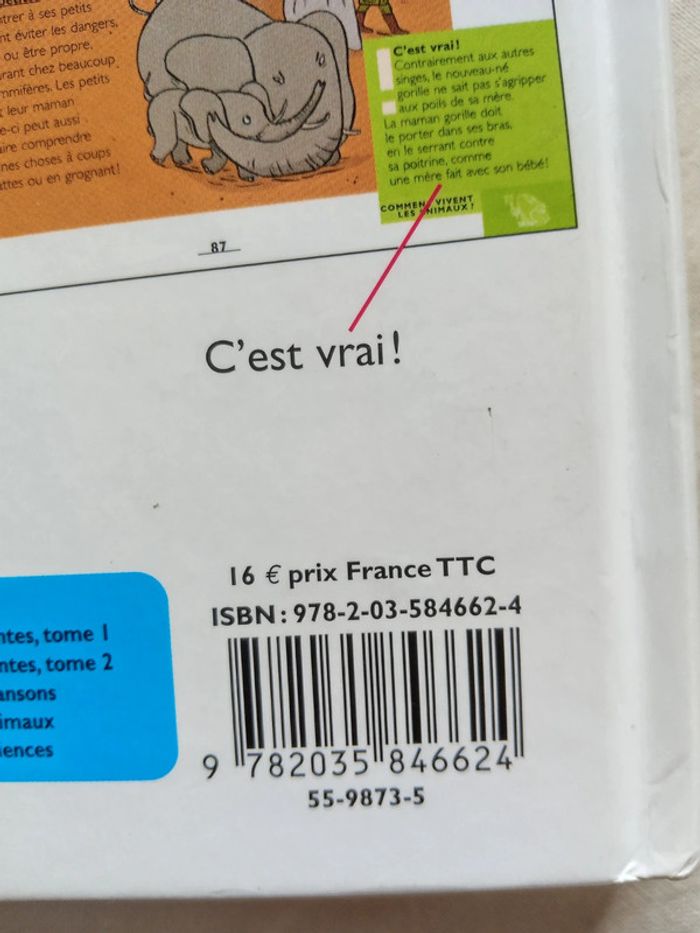 ntrer à ses petits
nt éviter les dangers,
ou être propre.
rant chez beaucoup
mmifères. Les petits
leur maman
e-ci peut aussi
ire comprendre
nes choses à coups
attes ou en grognant!
C'est vrai!
Contrairement aux autres
singes, le nouveau-né
gorille ne sait pas s'agripper
aux poils de sa mère.
La maman gorille doit
le porter dans ses bras,
en le serrant contre
sa poitrine, comme
une mère fait avec son bébé!
COMMENT VIVENT
LES ANIMAUX?
87
C'est vrai!
16 € prix France TTC
ISBN : 978-2-03-584662-4
9 782035 846624
55-9873-5
ntes, tome 1
ntes, tome 2
ansons
imaux
ences